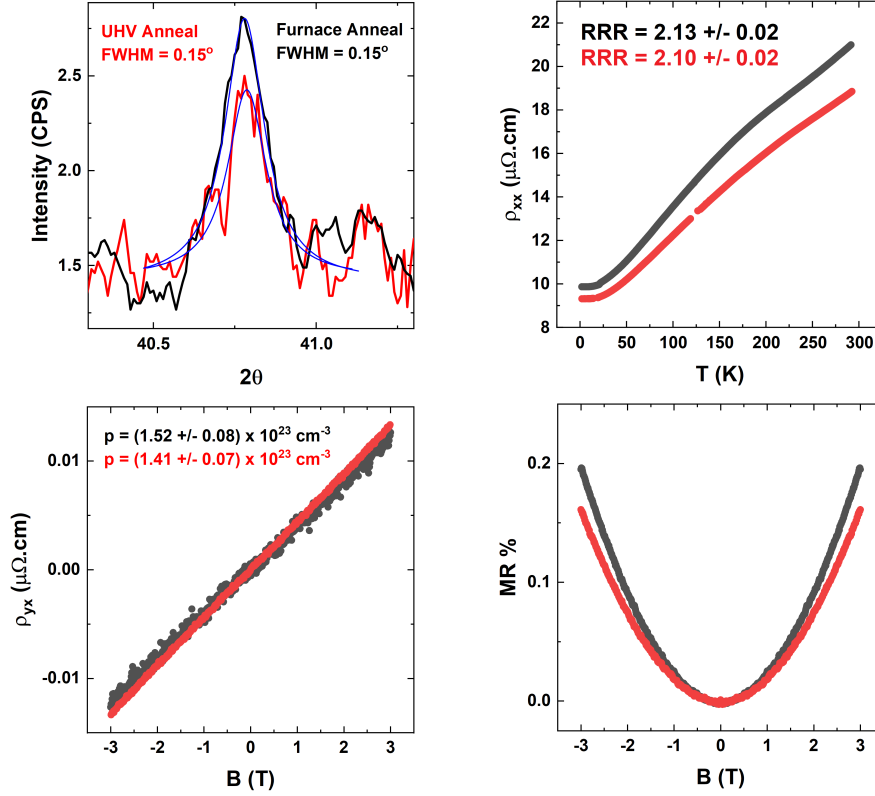 UHV Anneal
FWHM = 0.15°
Furnace Anneal
FWHM = 0.15°
Intensity (CPS)
2.5
2.0
1.5
40.5
41.0
2θ
RRR = 2.13 +/- 0.02
RRR = 2.10 +/- 0.02
ρxx (μΩ.cm)
22
20
18
16
14
12
10
8
0
50
100
150
200
250
300
T (K)
p = (1.52 +/- 0.08) x 10²³ cm⁻³
p = (1.41 +/- 0.07) x 10²³ cm⁻³
ρyx (μΩ.cm)
0.01
0.00
-0.01
-3
-2
-1
0
1
2
3
B (T)
MR %
0.2
0.1
0.0
-3
-2
-1
0
1
2
3
B (T)